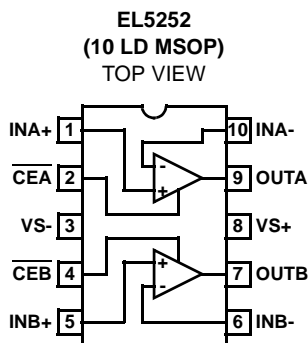 EL5252
(10 LD MSOP)
TOP VIEW
INA+ 1 10 INA-
CEA 2 - + 9 OUTA
VS- 3 8 VS+
CEB 4 + - 7 OUTB
INB+ 5 6 INB-